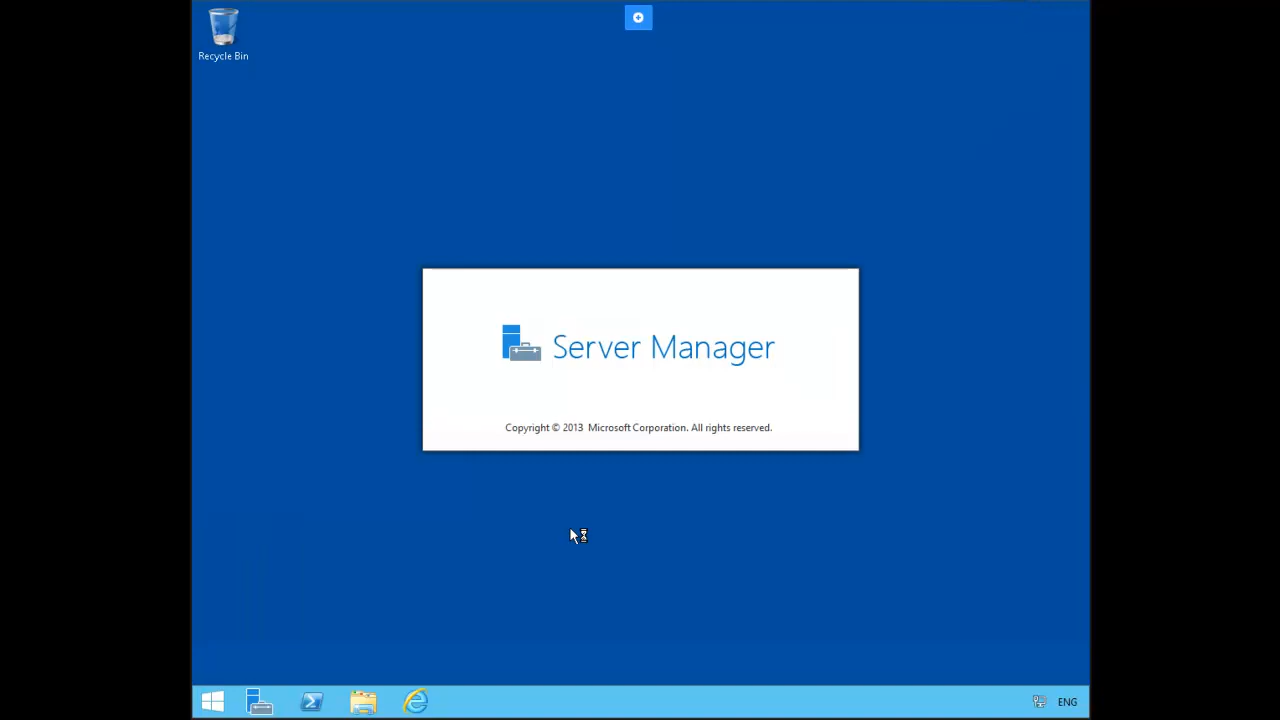 Recycle Bin
Server Manager
Copyright © 2013 Microsoft Corporation. All rights reserved.
ENG